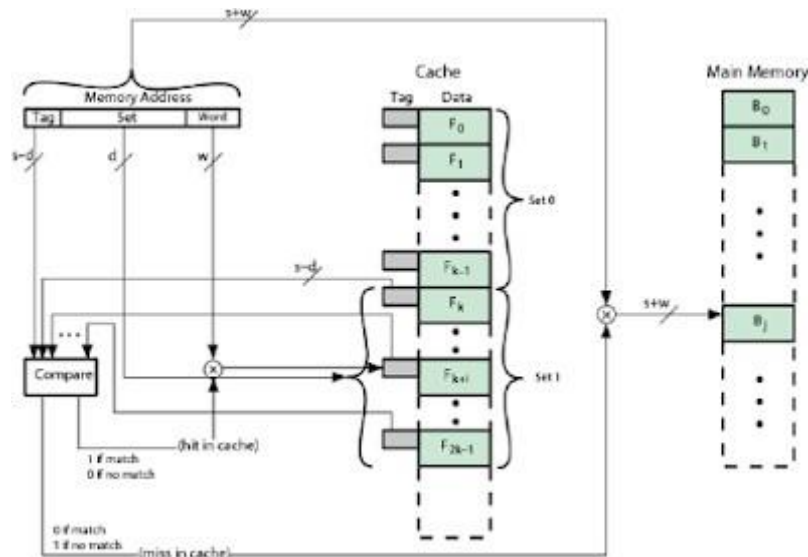 s+w
Cache
Main Memory
Memory Address
Tag Data
Tag Set Word
F0
B0
F1
B1
s–d d w
Set 0
s–d
Fk–1
Fk
s+w
Bj
Compare
Fk+i
Set 1
(hit in cache)
F2k–1
1 if match
0 if no match
0 if match
1 if no match
(miss in cache)